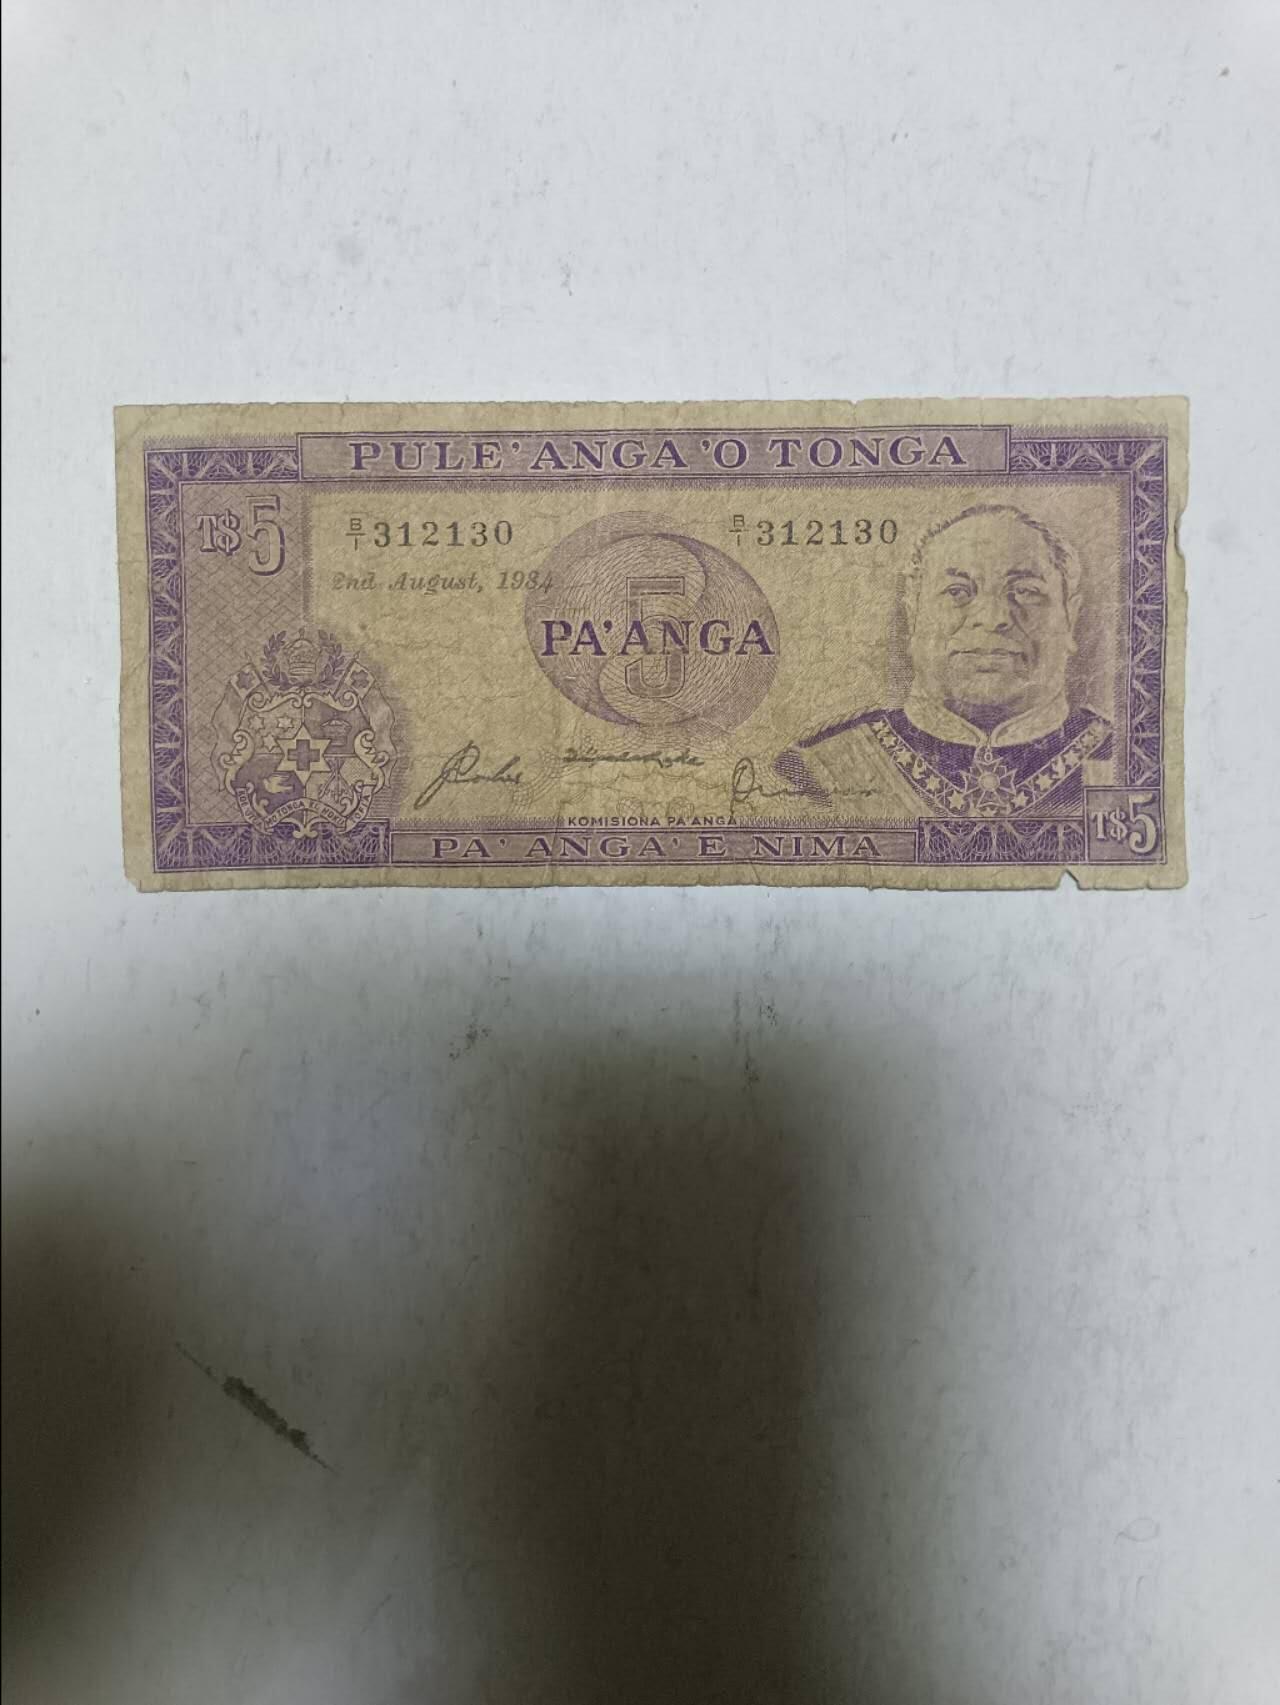 PULE'ANGA 'O TONGA
T$5
B/1 312130
B/1 312130
2nd August, 1984
5
PA'ANGA
KOMISIONA PA'ANGA
T$5
PA'ANGA 'E NIMA